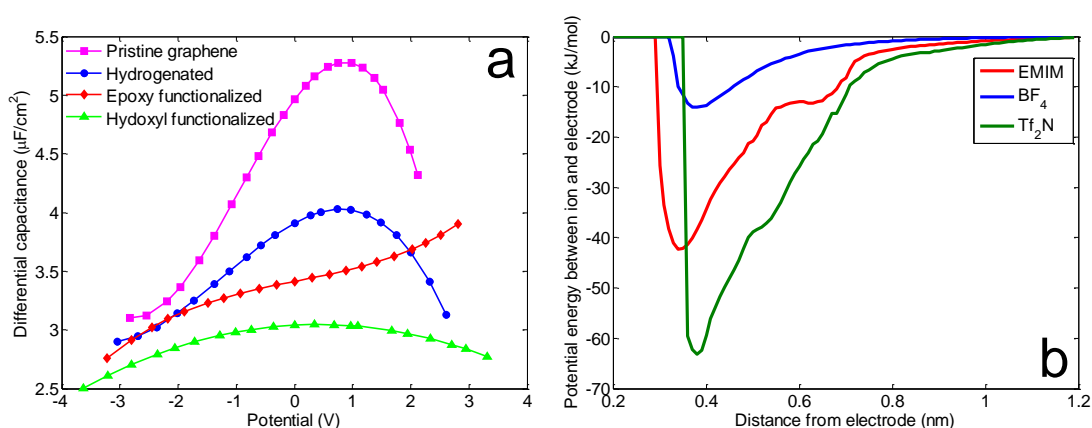 a
Pristine graphene
Hydrogenated
Epoxy functionalized
Hydoxyl functionalized
Differential capacitance (μF/cm²)
5.5
5
4.5
4
3.5
3
2.5
-4 -3 -2 -1 0 1 2 3 4
Potential (V)
b
EMIM
BF₄
Tf₂N
Potential energy between ion and electrode (kJ/mol)
0
-10
-20
-30
-40
-50
-60
-70
0.2 0.4 0.6 0.8 1 1.2
Distance from electrode (nm)